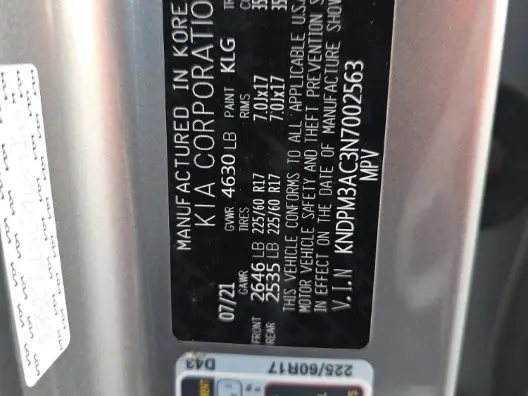 MANUFACTURED IN KORE
KIA CORPORATIO
07/21 GVWR 4630 LB PAINT KLG
GAWR TIRES RIMS
FRONT 2646 LB 225/60 R17 7.0Jx17 35
REAR 2535 LB 225/60 R17 7.0Jx17 35
THIS VEHICLE CONFORMS TO ALL APPLICABLE U.S.A
MOTOR VEHICLE SAFETY AND THEFT PREVENTION S
IN EFFECT ON THE DATE OF MANUFACTURE SHOW
V.I.N KNDPM3AC3N7002563
MPV
D43
225/60R17